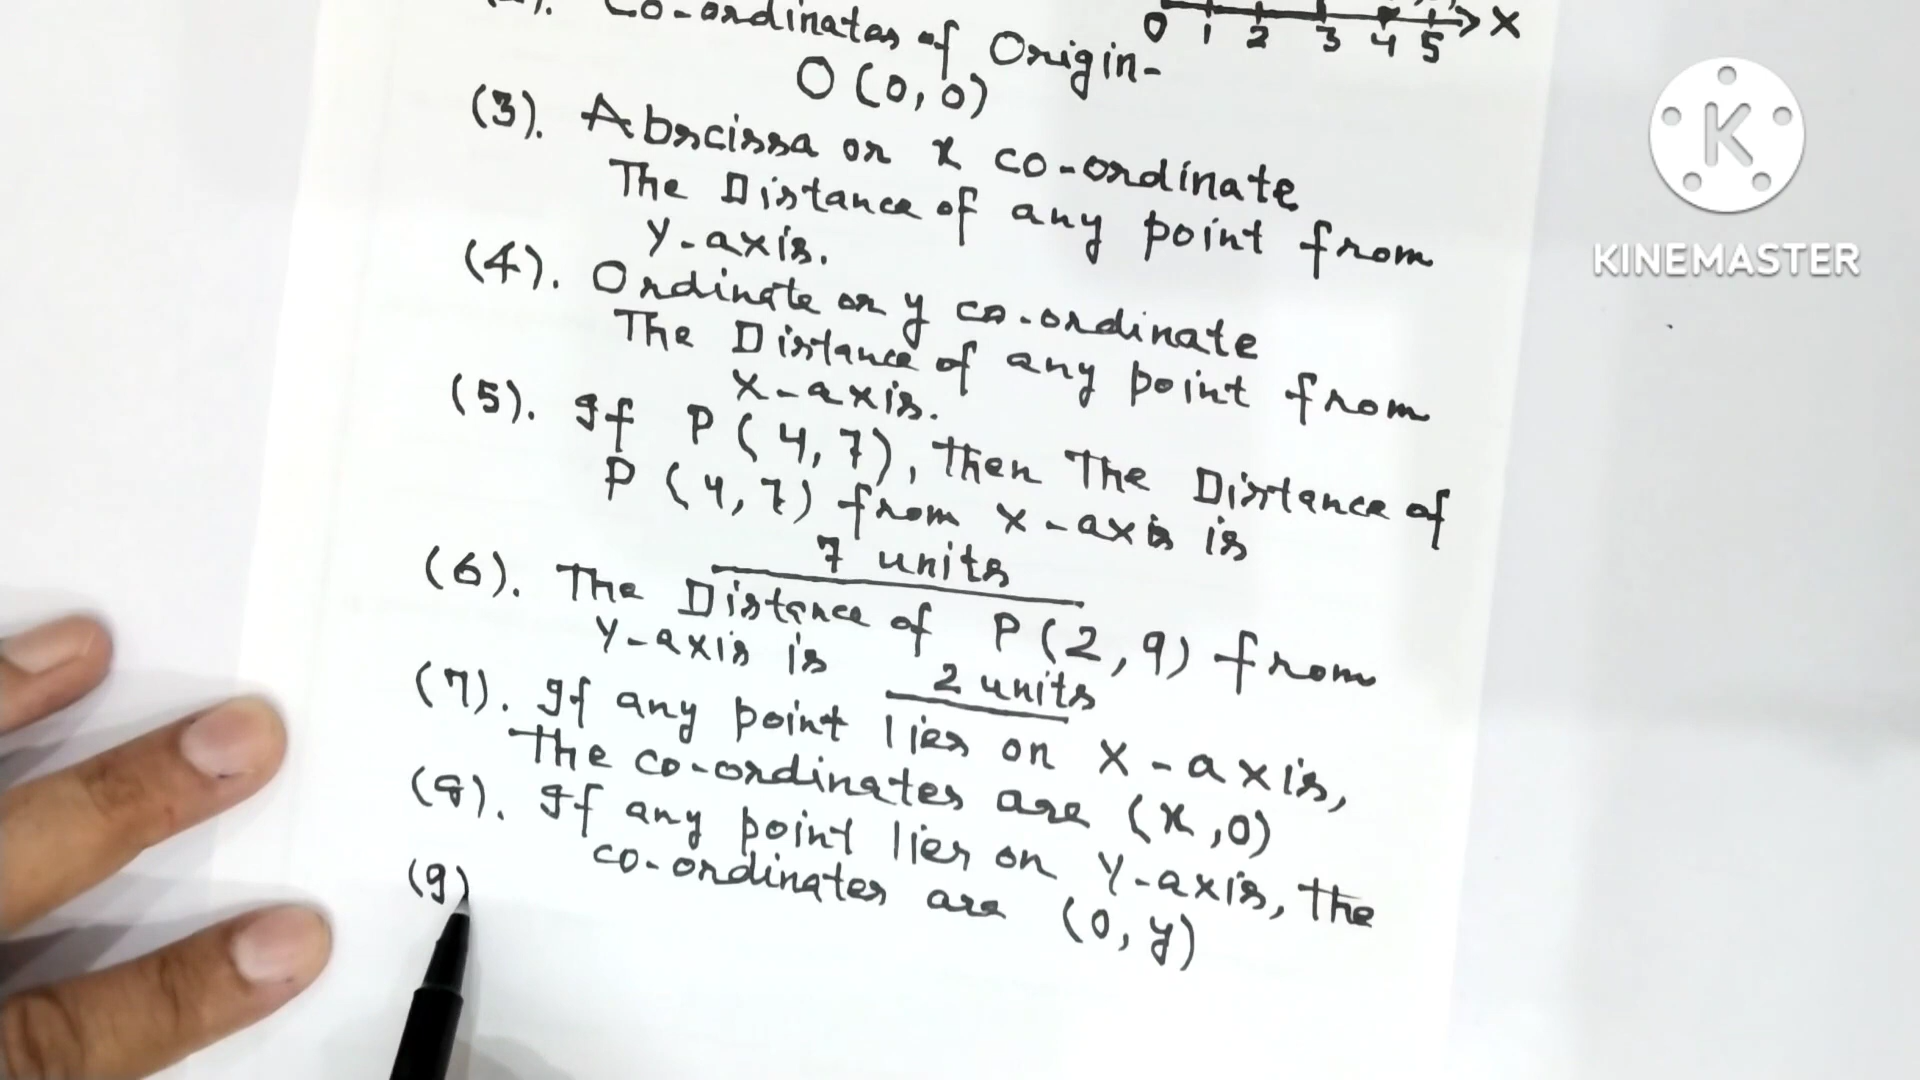 Co-ordinates of Origin-
0 1 2 3 4 5 X
O (0,0)
(3). Abscissa or x co-ordinate
The Distance of any point from
Y-axis.
(4). Ordinate or y co-ordinate
The Distance of any point from
X-axis.
(5). If P (4,7), then The Distance of
P (4,7) from x-axis is
7 units
(6). The Distance of P (2,9) from
Y-axis is 2 units
(7). If any point lies on X-axis,
The co-ordinates are (x,0)
(8). If any point lies on Y-axis, the
co-ordinates are (0,y)
(9)
K
KINEMASTER